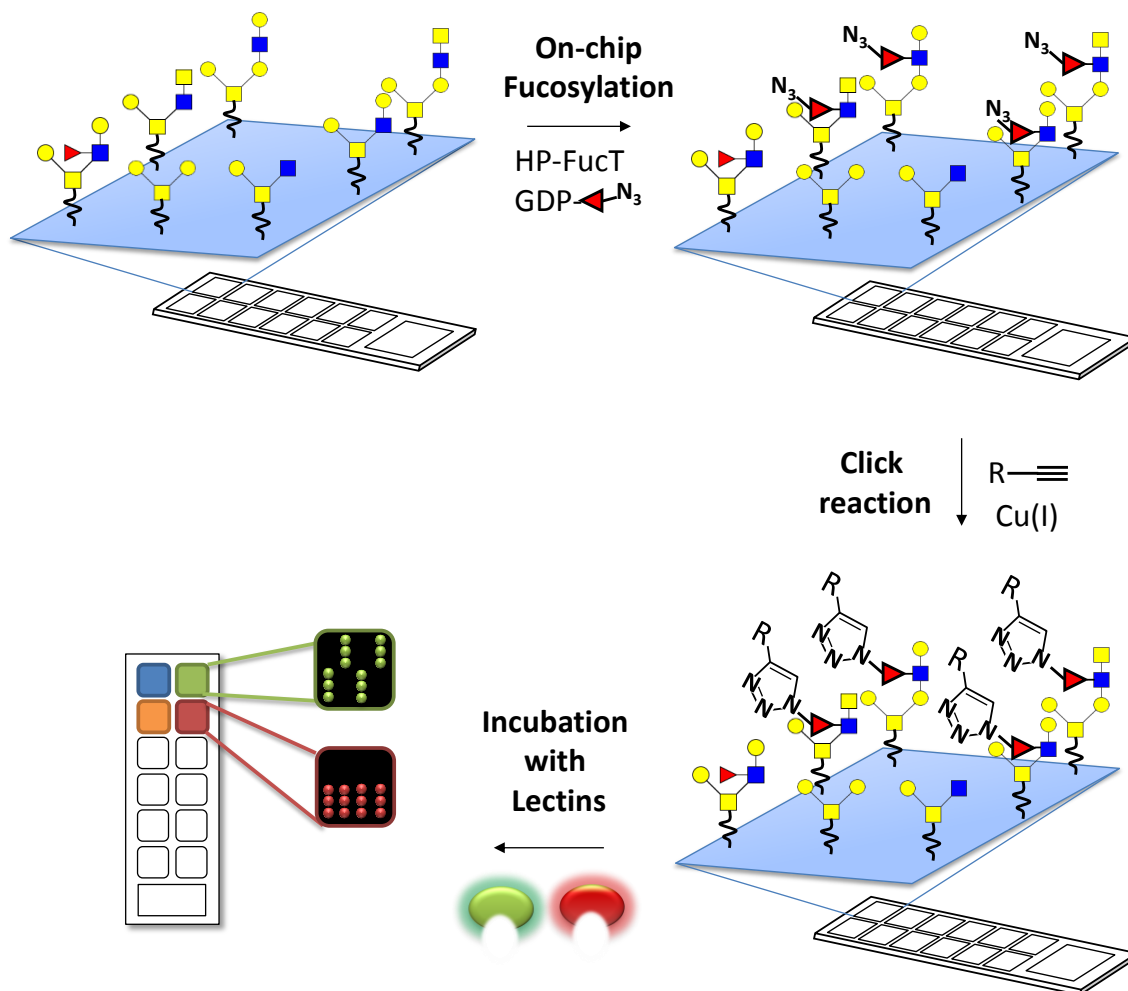 On-chip
Fucosylation
HP-FucT
GDP- N3
N3
N3
N3
N3
Click
reaction
R
Cu(I)
R
N
N
N
R
N
N
N
R
N
N
N
R
N
N
N
Incubation
with
Lectins